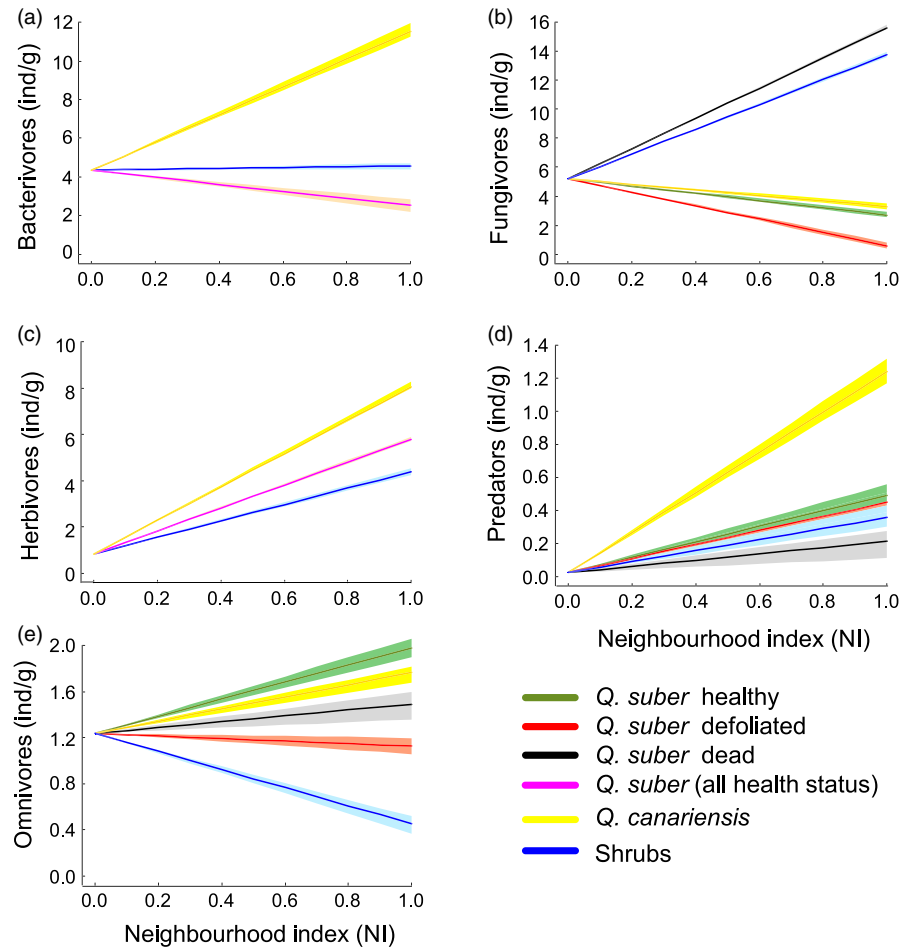 (a)
12
10
8
6
4
2
0
Bacterivores (ind/g)
0.0 0.2 0.4 0.6 0.8 1.0
(b)
16
14
12
10
8
6
4
2
0
Fungivores (ind/g)
0.0 0.2 0.4 0.6 0.8 1.0
(c)
10
8
6
4
2
0
Herbivores (ind/g)
0.0 0.2 0.4 0.6 0.8 1.0
(d)
1.4
1.2
1.0
0.8
0.6
0.4
0.2
0.0
Predators (ind/g)
0.0 0.2 0.4 0.6 0.8 1.0
Neighbourhood index (NI)
(e)
2.0
1.6
1.2
0.8
0.4
0.0
Omnivores (ind/g)
0.0 0.2 0.4 0.6 0.8 1.0
Neighbourhood index (NI)
Q. suber healthy
Q. suber defoliated
Q. suber dead
Q. suber (all health status)
Q. canariensis
Shrubs